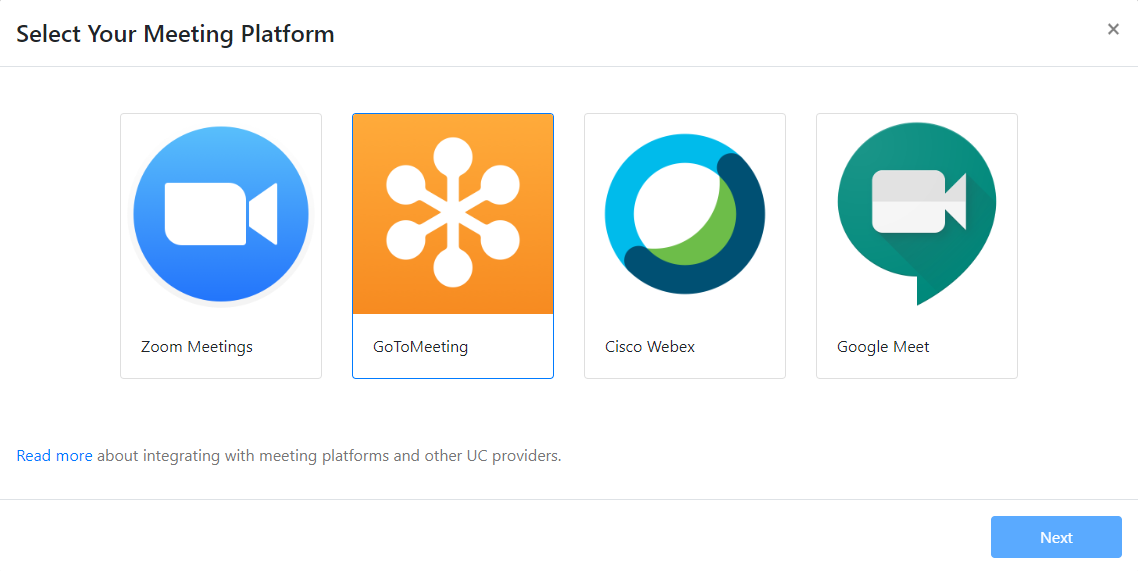 Select Your Meeting Platform
×
Zoom Meetings
GoToMeeting
Cisco Webex
Google Meet
Read more about integrating with meeting platforms and other UC providers.
Next